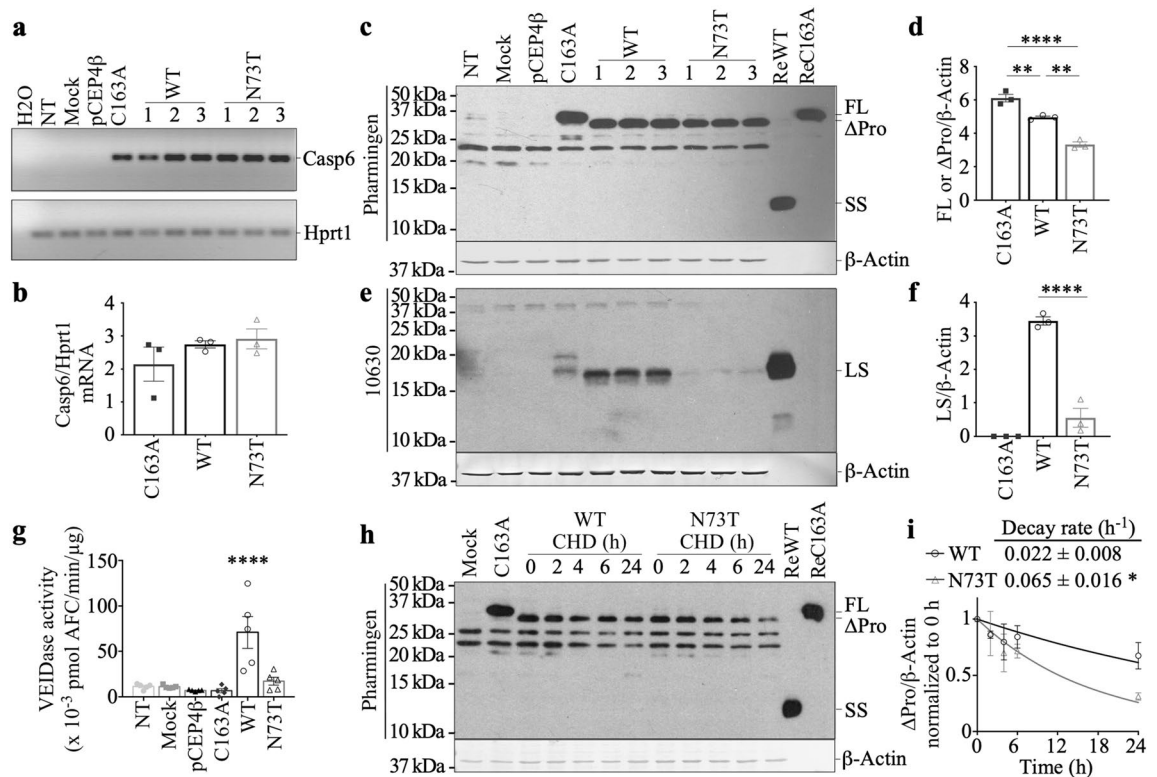 a
H2O
NT
Mock
pCEP4β
C163A
WT
1 2 3
N73T
1 2 3
Casp6
Hprt1
b
Casp6/Hprt1
mRNA
4
3
2
1
0
C163A
WT
N73T
c
NT
Mock
pCEP4β
C163A
WT
1 2 3
N73T
1 2 3
ReWT
ReC163A
Pharmingen
50 kDa
37 kDa
25 kDa
20 kDa
15 kDa
10 kDa
37 kDa
FL
ΔPro
SS
β-Actin
d
****
** **
FL or ΔPro/β-Actin
8
6
4
2
0
C163A
WT
N73T
e
10630
50 kDa
37 kDa
25 kDa
20 kDa
15 kDa
10 kDa
37 kDa
LS
β-Actin
f
****
LS/β-Actin
4
3
2
1
0
C163A
WT
N73T
g
VEIDase activity
(x 10⁻³ pmol AFC/min/µg)
150
100
50
0
****
NT
Mock
pCEP4β
C163A
WT
N73T
h
Mock
C163A
WT
CHD (h)
0 2 4 6 24
N73T
CHD (h)
0 2 4 6 24
ReWT
ReC163A
Pharmingen
50 kDa
37 kDa
25 kDa
20 kDa
15 kDa
10 kDa
37 kDa
FL
ΔPro
SS
β-Actin
i
Decay rate (h⁻¹)
WT 0.022 ± 0.008
N73T 0.065 ± 0.016 *
ΔPro/β-Actin
normalized to 0 h
1
0.5
0
0 6 24
Time (h)